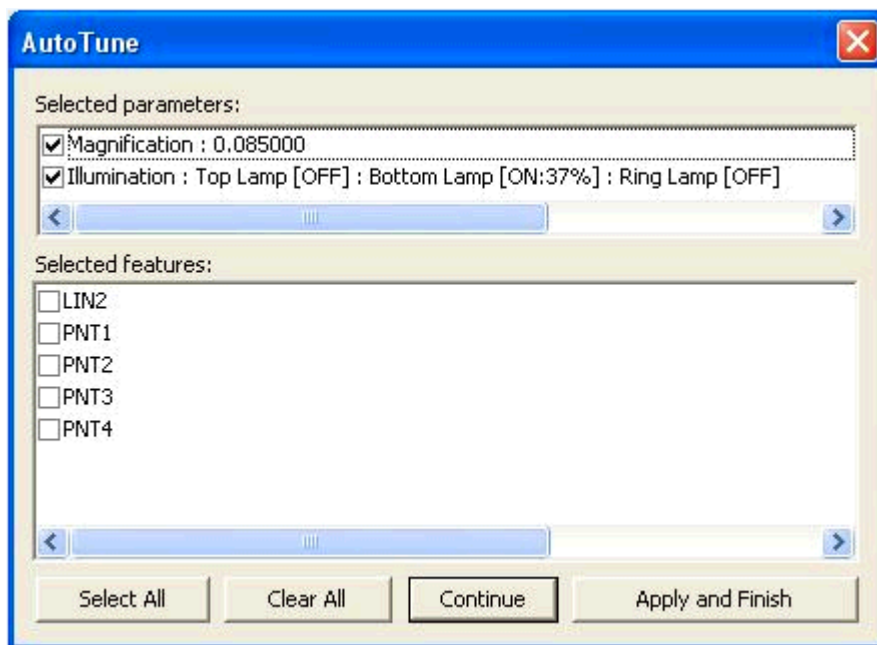 AutoTune
Selected parameters:
Magnification : 0.085000
Illumination : Top Lamp [OFF] : Bottom Lamp [ON:37%] : Ring Lamp [OFF]
Selected features:
LIN2
PNT1
PNT2
PNT3
PNT4
Select All Clear All Continue Apply and Finish